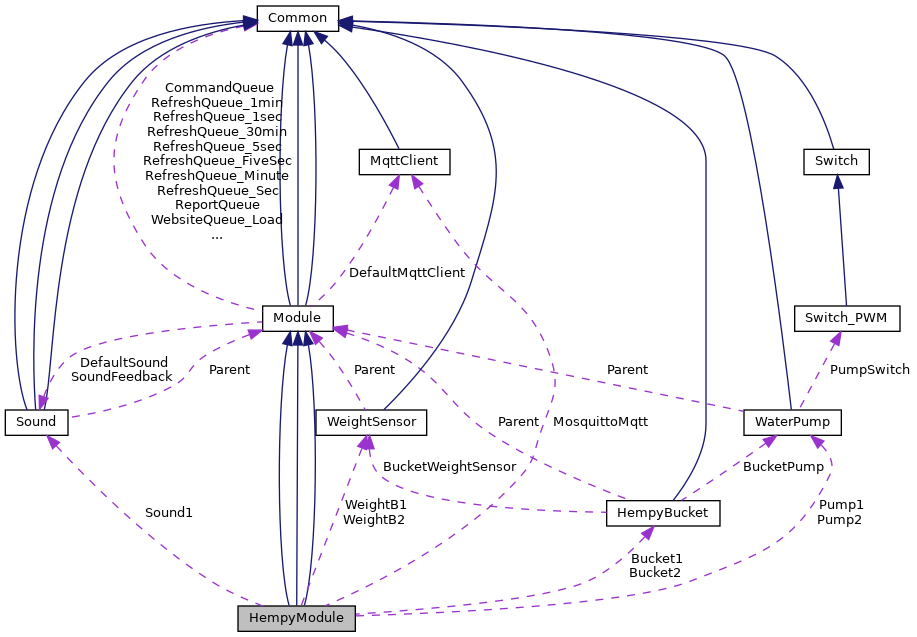 Common
CommandQueue
RefreshQueue_1min
RefreshQueue_1sec
RefreshQueue_30min
RefreshQueue_5sec
RefreshQueue_FiveSec
RefreshQueue_Minute
RefreshQueue_Sec
ReportQueue
WebsiteQueue_Load
...
MqttClient
Switch
DefaultMqttClient
Module
Switch_PWM
DefaultSound
SoundFeedback
Parent
Parent
Parent
PumpSwitch
Sound
WeightSensor
Parent
MosquittoMqtt
WaterPump
BucketWeightSensor
BucketPump
Sound1
WeightB1
WeightB2
HempyBucket
Pump1
Pump2
Bucket1
Bucket2
HempyModule